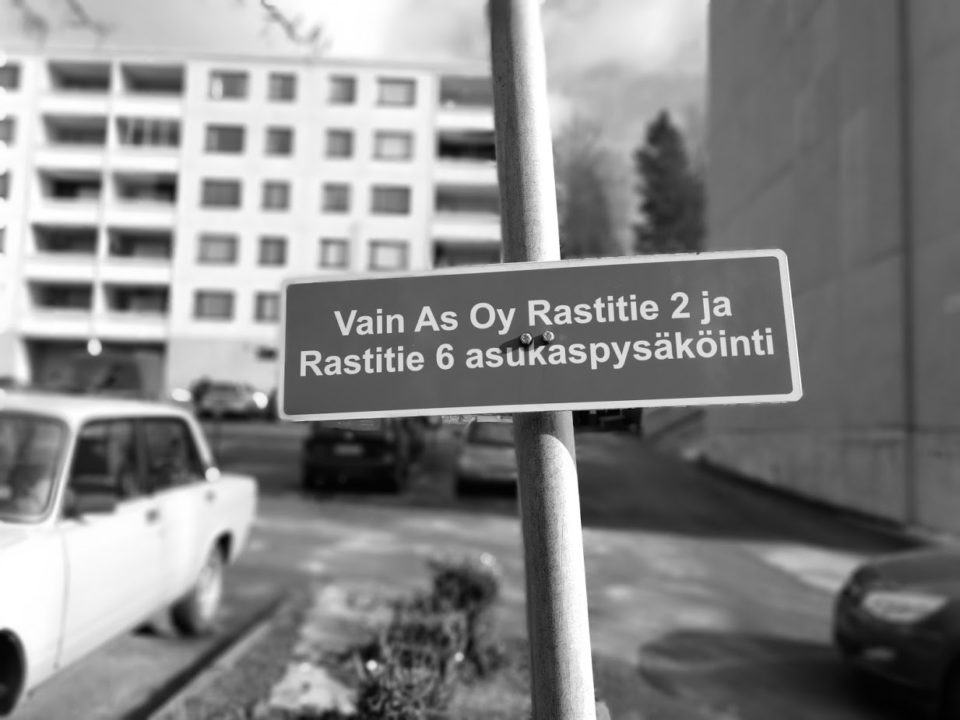 Vain As Oy Rastitie 2 ja
Rastitie 6 asukaspysäköinti